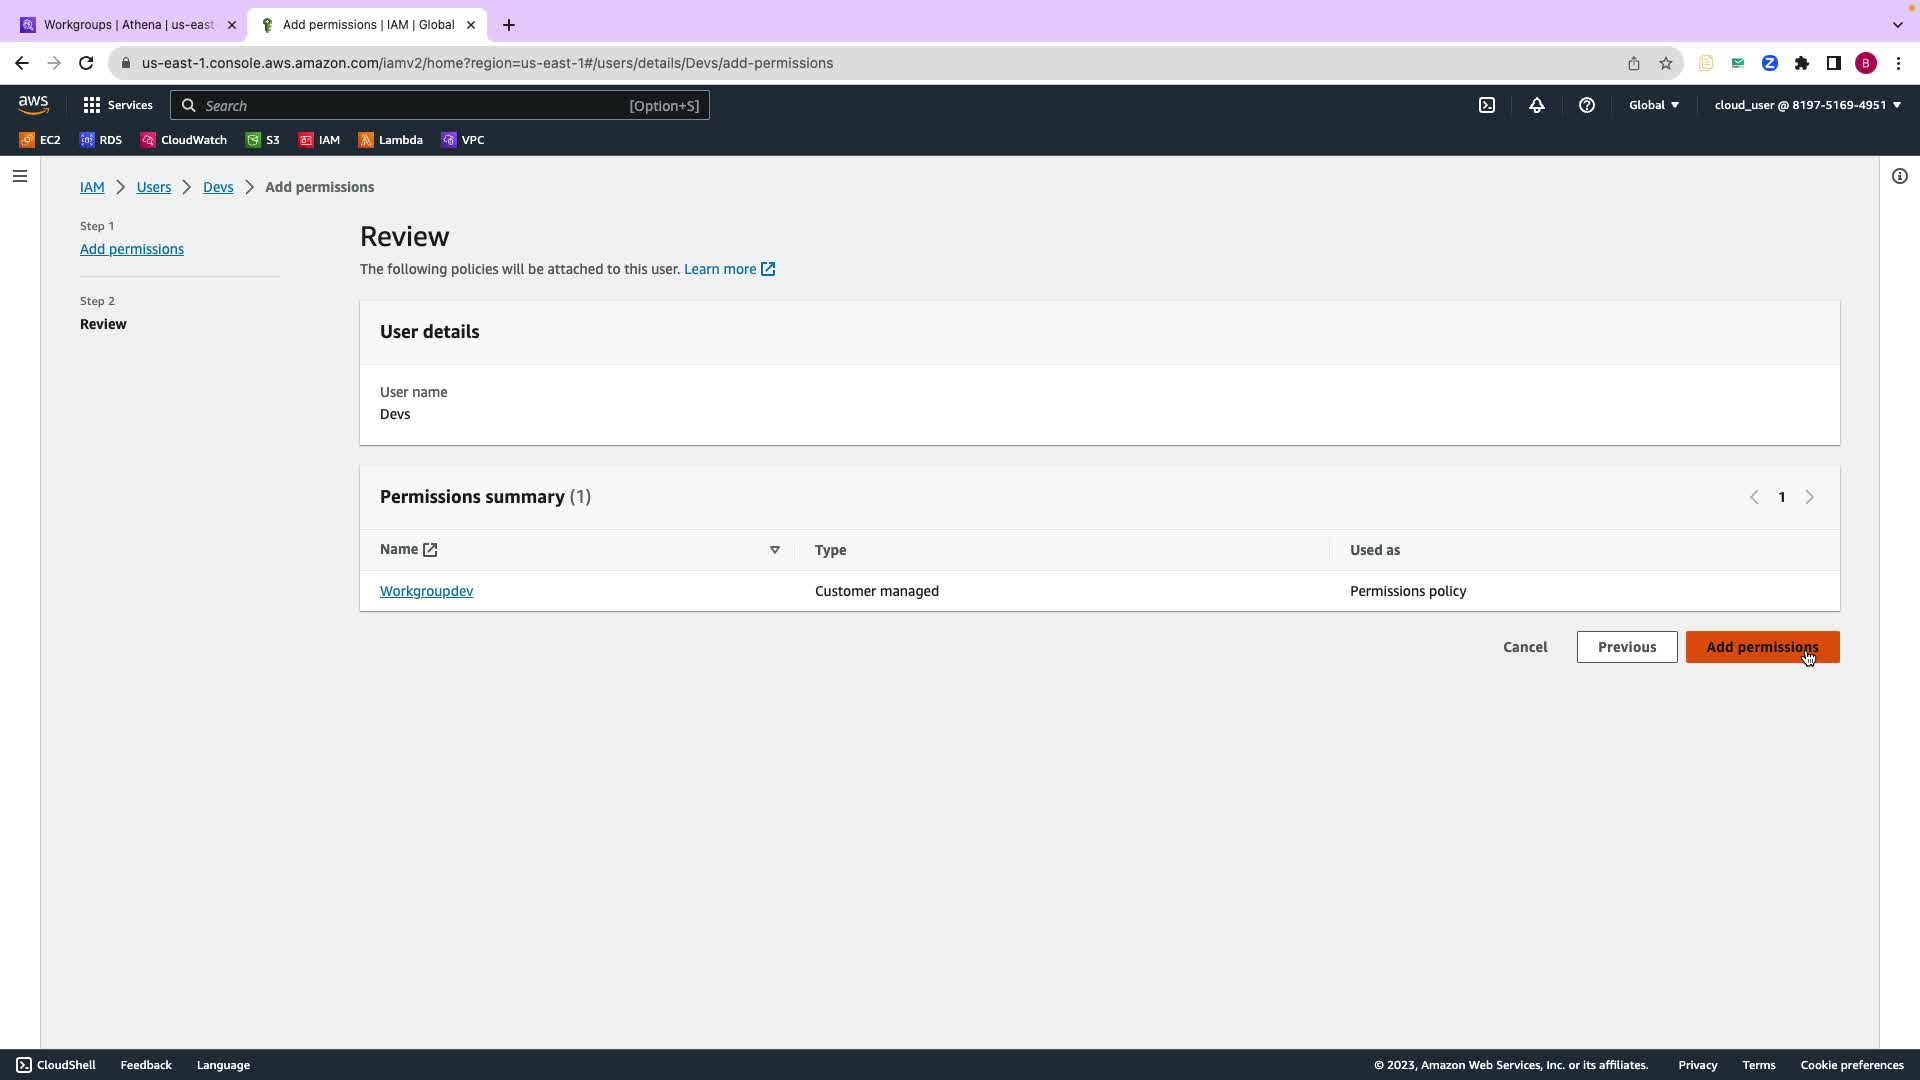 Workgroups | Athena | us-east
Add permissions | IAM | Global
us-east-1.console.aws.amazon.com/iamv2/home?region=us-east-1#/users/details/Devs/add-permissions
B
aws
Services
Search
[Option+S]
Global
cloud_user @ 8197-5169-4951
EC2
RDS
CloudWatch
S3
IAM
Lambda
VPC
IAM
Users
Devs
Add permissions
Step 1
Add permissions
Step 2
Review
Review
The following policies will be attached to this user. Learn more
User details
User name
Devs
Permissions summary (1)
1
Name
Type
Used as
Workgroupdev
Customer managed
Permissions policy
Cancel
Previous
Add permissions
CloudShell
Feedback
Language
© 2023, Amazon Web Services, Inc. or its affiliates.
Privacy
Terms
Cookie preferences